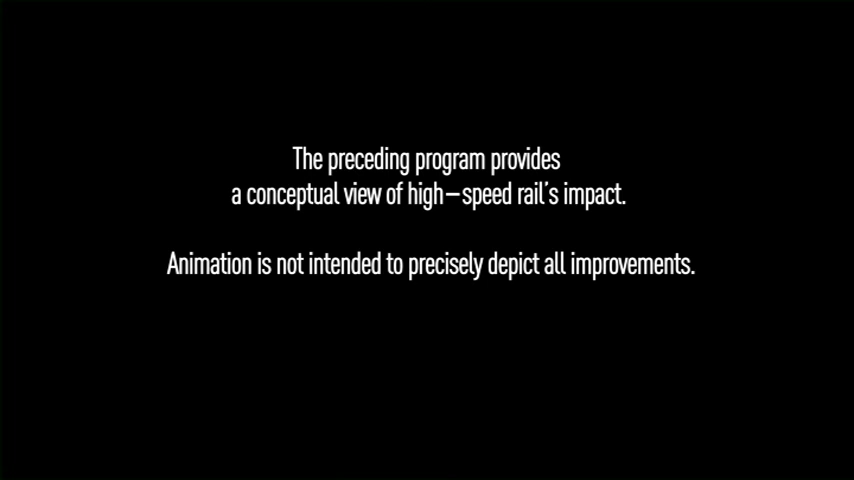 The preceding program provides
a conceptual view of high–speed rail's impact.
Animation is not intended to precisely depict all improvements.